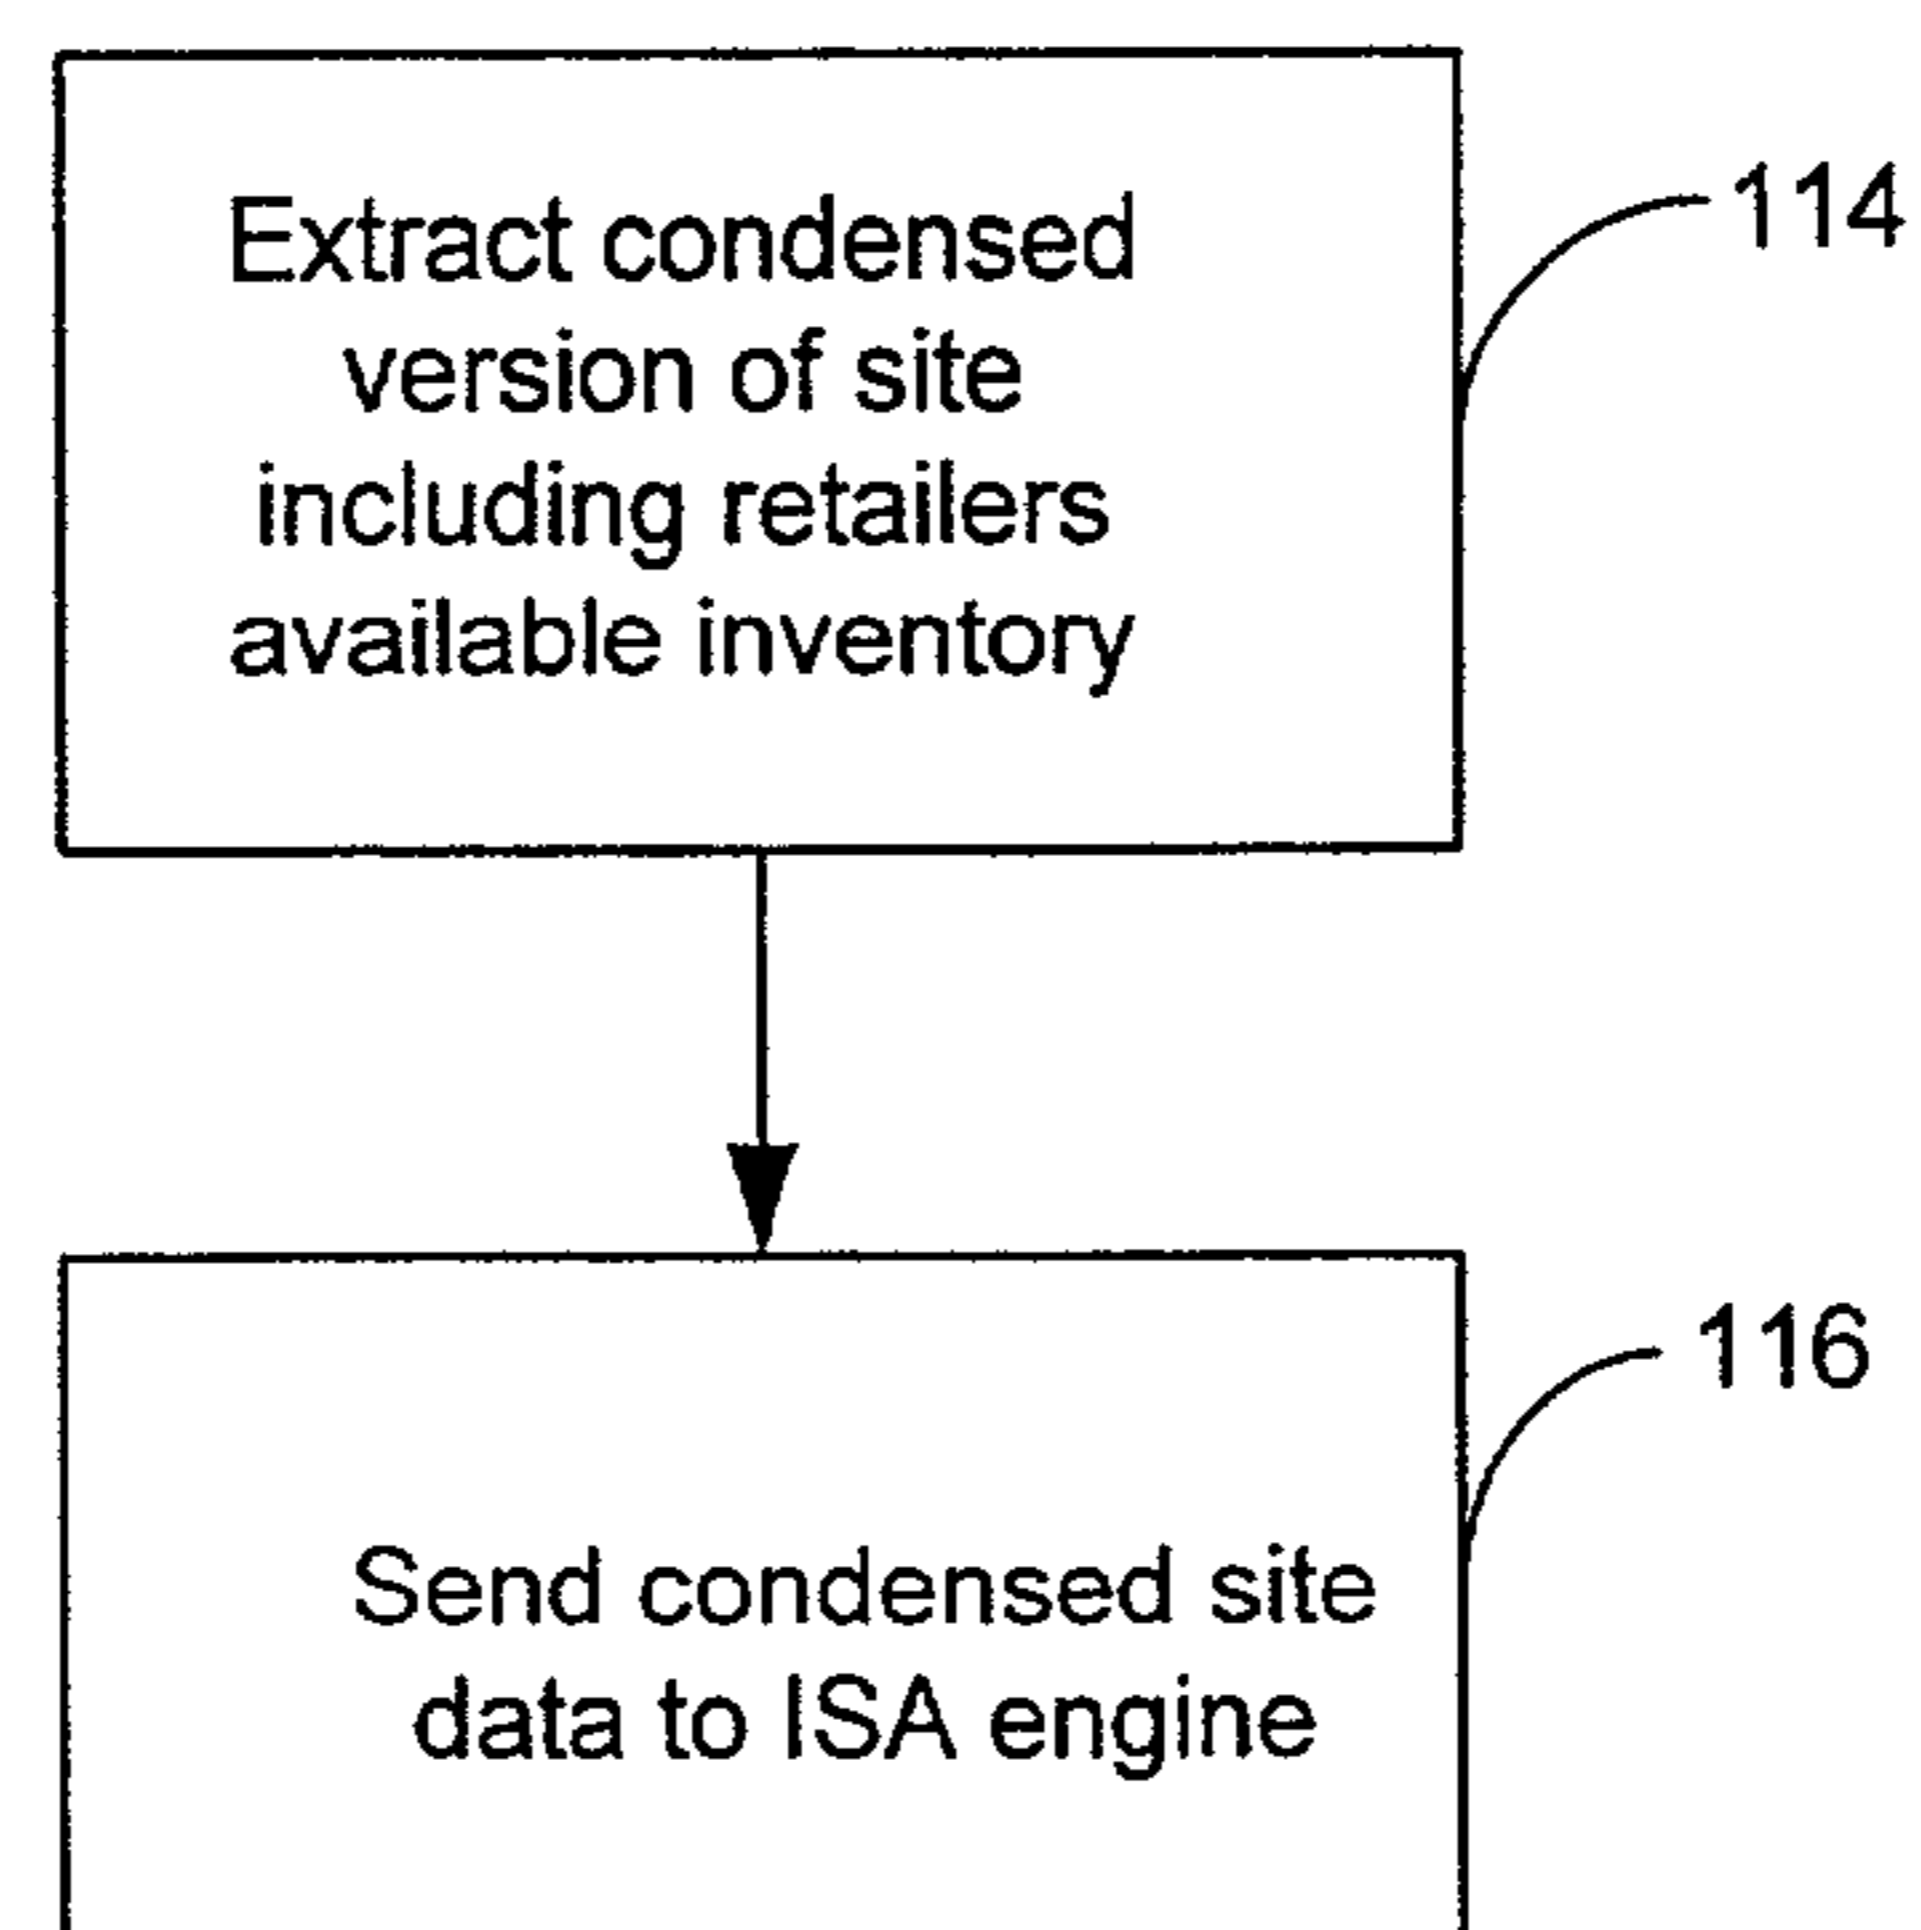 Extract condensed
version of site
including retailers
available inventory
114
116
Send condensed site
data to ISA engine